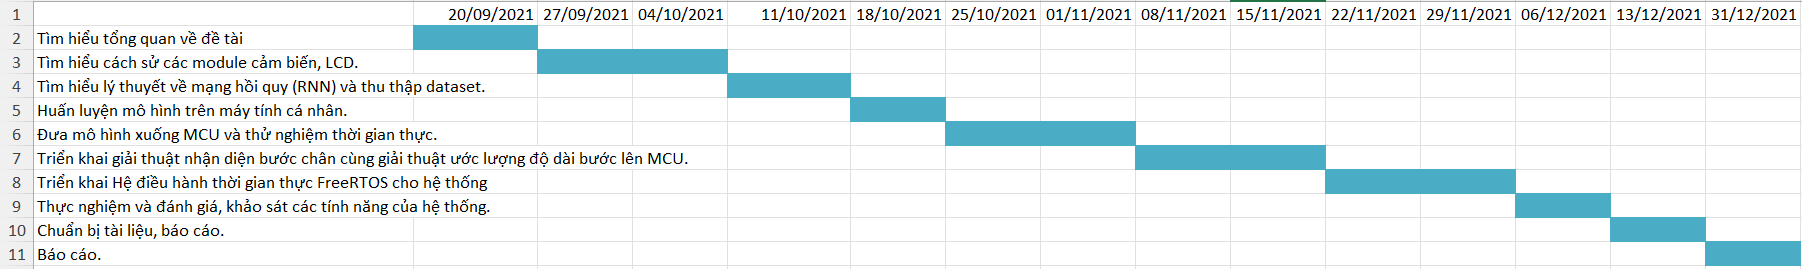 1 20/09/2021 27/09/2021 04/10/2021 11/10/2021 18/10/2021 25/10/2021 01/11/2021 08/11/2021 15/11/2021 22/11/2021 29/11/2021 06/12/2021 13/12/2021 31/12/2021
2 Tìm hiểu tổng quan về đề tài
3 Tìm hiểu cách sử các module cảm biến, LCD.
4 Tìm hiểu lý thuyết về mạng hồi quy (RNN) và thu thập dataset.
5 Huấn luyện mô hình trên máy tính cá nhân.
6 Đưa mô hình xuống MCU và thử nghiệm thời gian thực.
7 Triển khai giải thuật nhận diện bước chân cùng giải thuật ước lượng độ dài bước lên MCU.
8 Triển khai Hệ điều hành thời gian thực FreeRTOS cho hệ thống
9 Thực nghiệm và đánh giá, khảo sát các tính năng của hệ thống.
10 Chuẩn bị tài liệu, báo cáo.
11 Báo cáo.